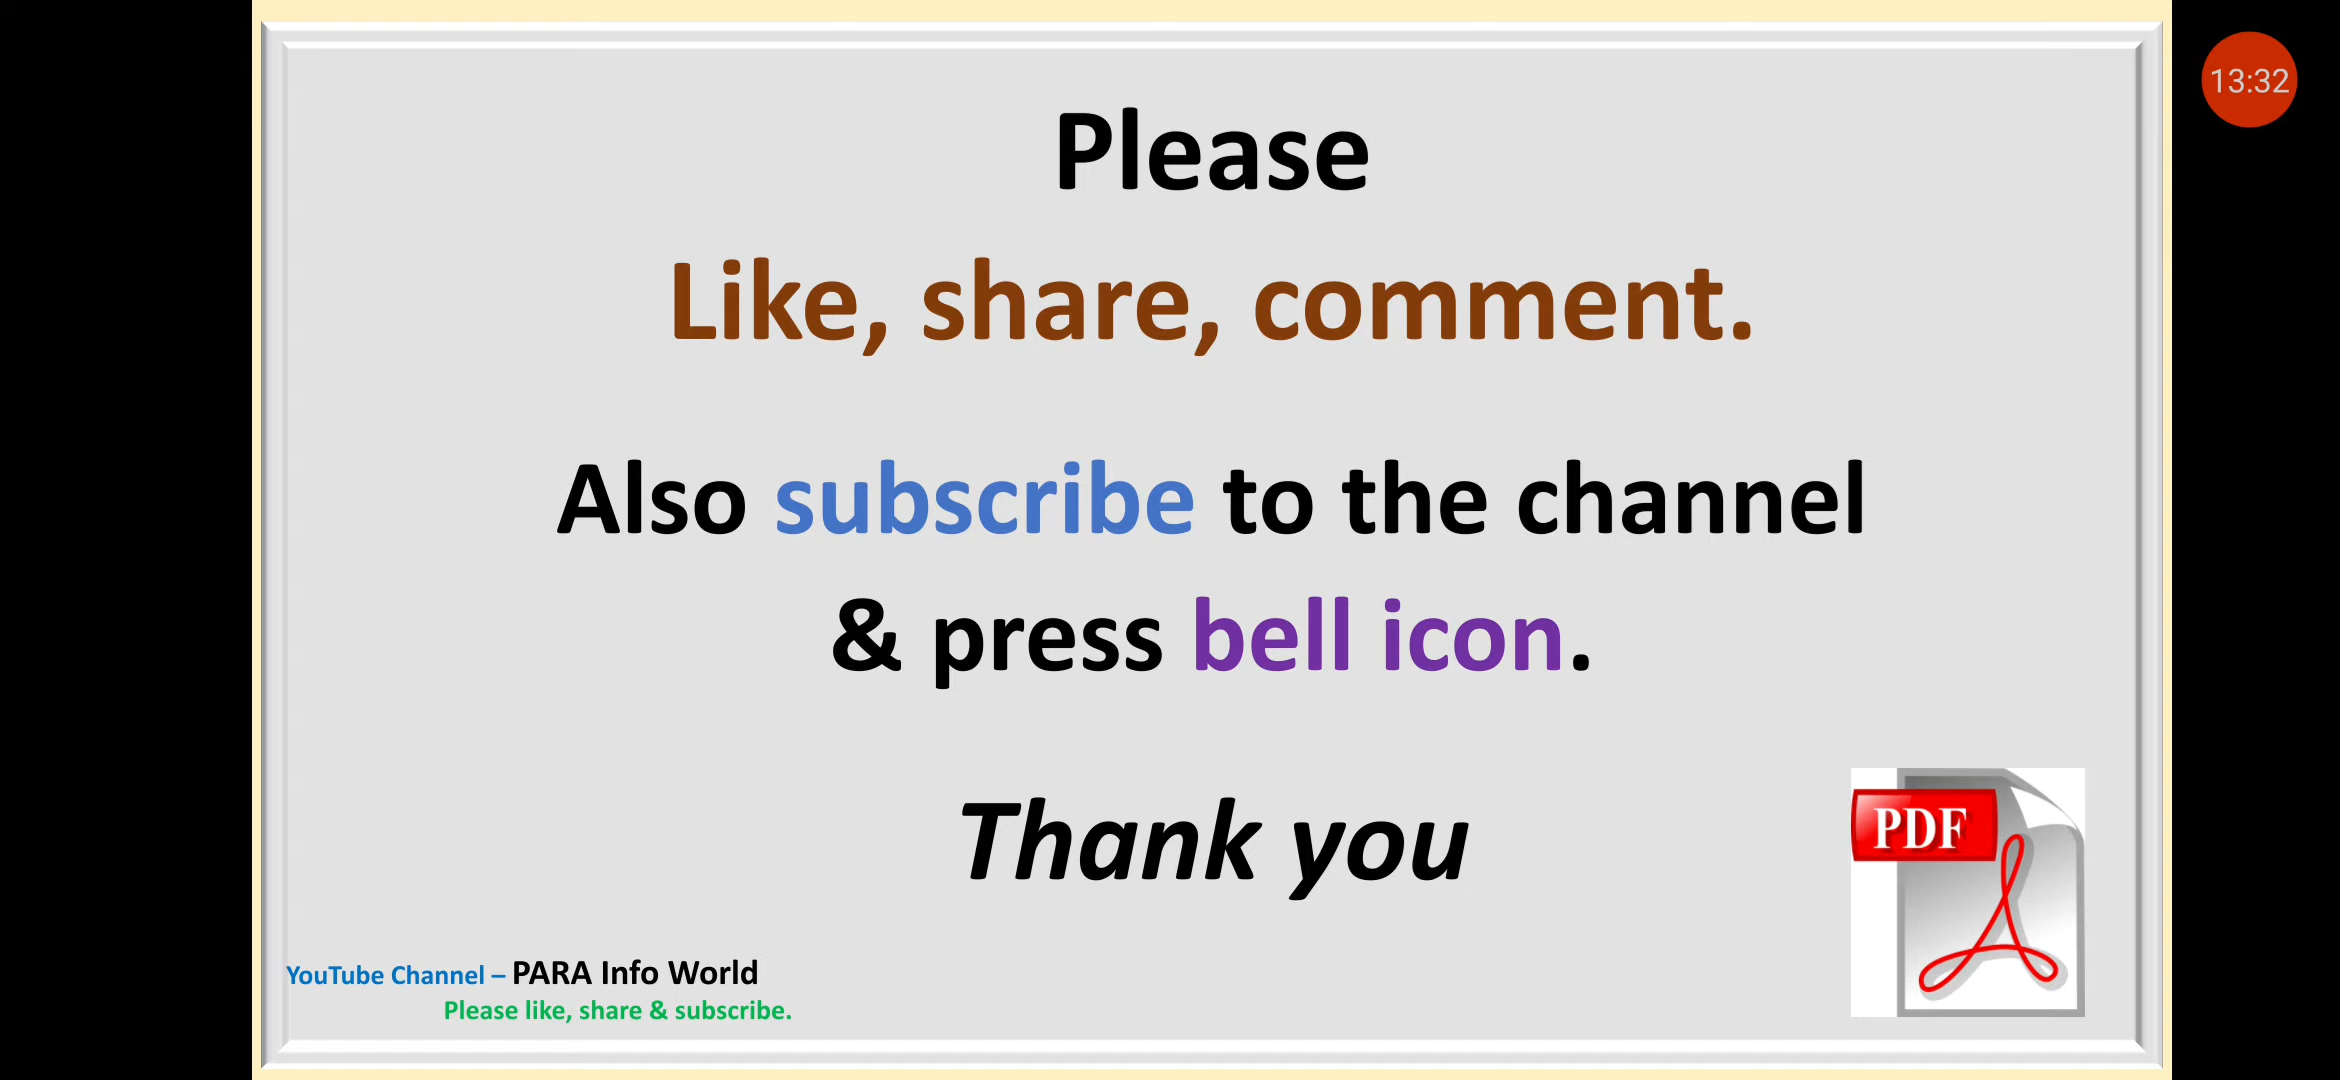 Please
13:32
Like, share, comment.
Also subscribe to the channel
& press bell icon.
Thank you
PDF
YouTube Channel – PARA Info World
Please like, share & subscribe.